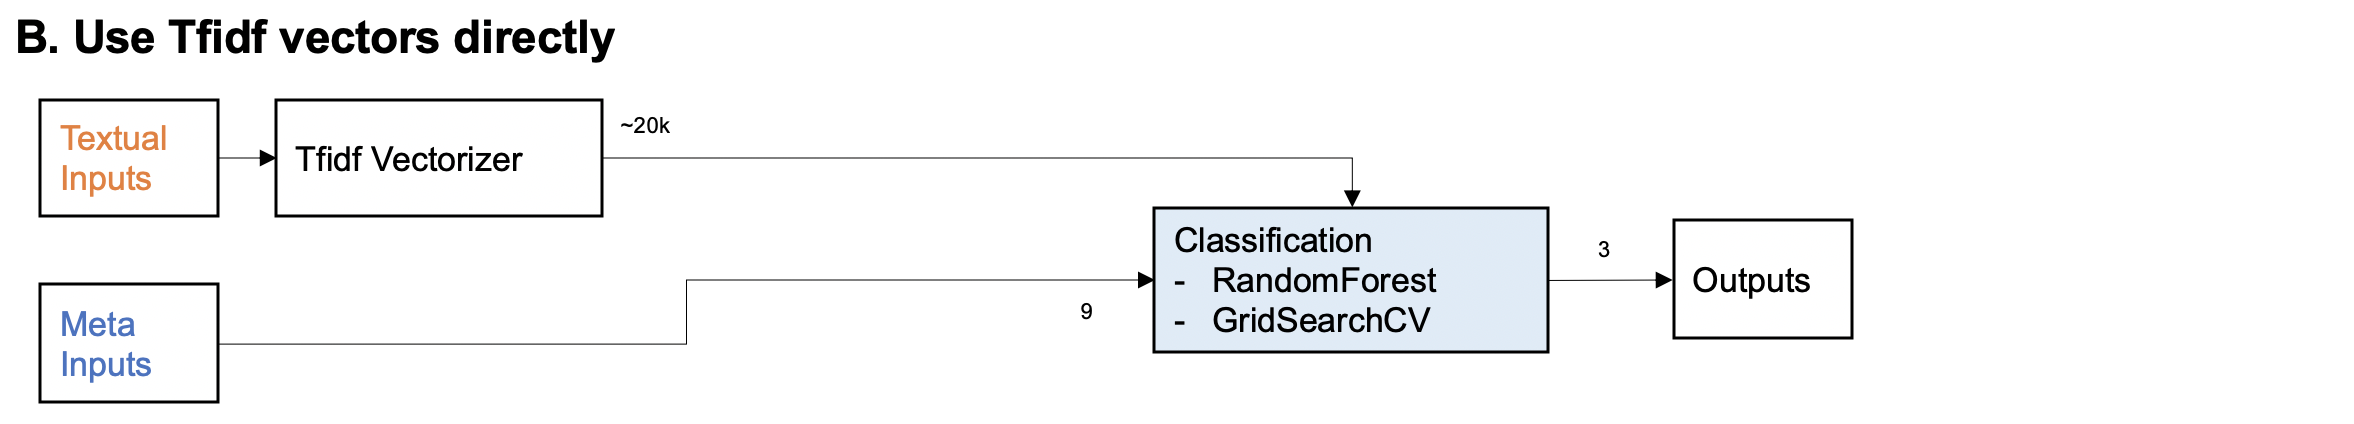 B. Use Tfidf vectors directly
Textual
Inputs
Tfidf Vectorizer
~20k
Meta
Inputs
9
Classification
- RandomForest
- GridSearchCV
3
Outputs